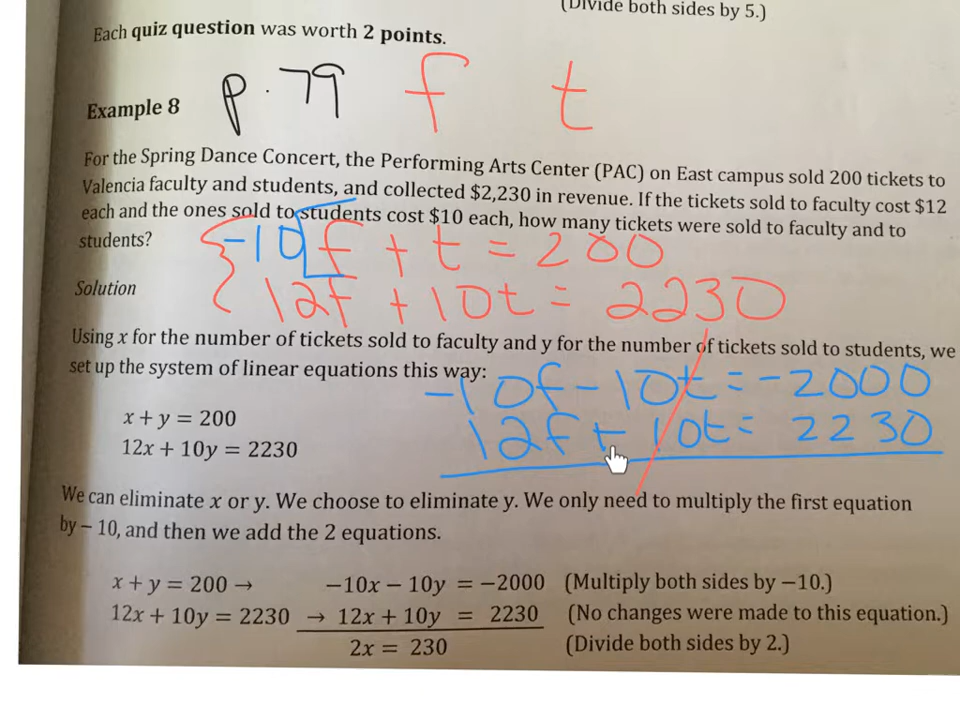 (Divide both sides by 5.)
Each quiz question was worth 2 points.
Example 8 p. 79 f t
For the Spring Dance Concert, the Performing Arts Center (PAC) on East campus sold 200 tickets to
Valencia faculty and students, and collected $2,230 in revenue. If the tickets sold to faculty cost $12
each and the ones sold to students cost $10 each, how many tickets were sold to faculty and to
students?
-10 f + t = 200
Solution
12f + 10t = 2230
Using x for the number of tickets sold to faculty and y for the number of tickets sold to students, we
set up the system of linear equations this way:
-10f - 10t = -2000
x + y = 200
12f + 10t = 2230
12x + 10y = 2230
We can eliminate x or y. We choose to eliminate y. We only need to multiply the first equation
by − 10, and then we add the 2 equations.
x + y = 200 → −10x − 10y = −2000 (Multiply both sides by −10.)
12x + 10y = 2230 → 12x + 10y = 2230 (No changes were made to this equation.)
2x = 230 (Divide both sides by 2.)